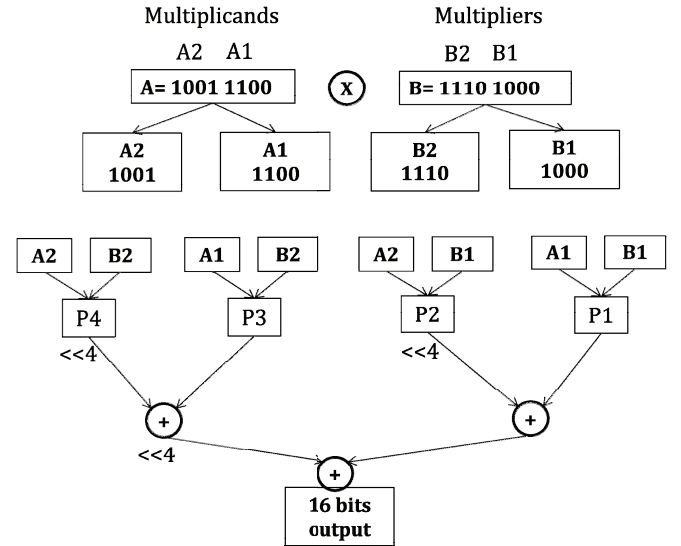 Multiplicands Multipliers
A2 A1 B2 B1
A= 1001 1100 X B= 1110 1000
A2 A1 B2 B1
1001 1100 1110 1000
A2 B2 A1 B2 A2 B1 A1 B1
P4 P3 P2 P1
<<4 <<4
+ +
<<4
+
16 bits
output